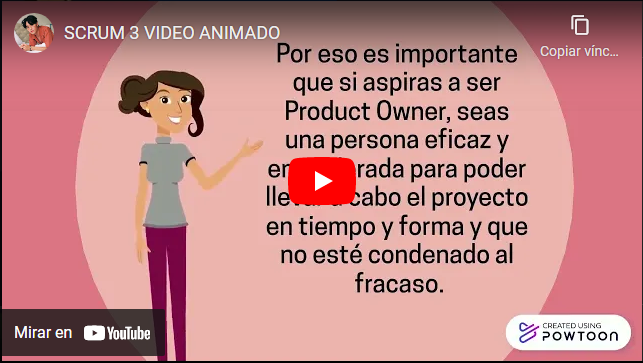 SCRUM 3 VIDEO ANIMADO
Copiar vínc...
Por eso es importante
que si aspiras a ser
Product Owner, seas
una persona eficaz y
para poder
a cabo el proyecto
en tiempo y forma y que
no esté condenado al
fracaso.
Mirar en YouTube
CREATED USING
POWTOON